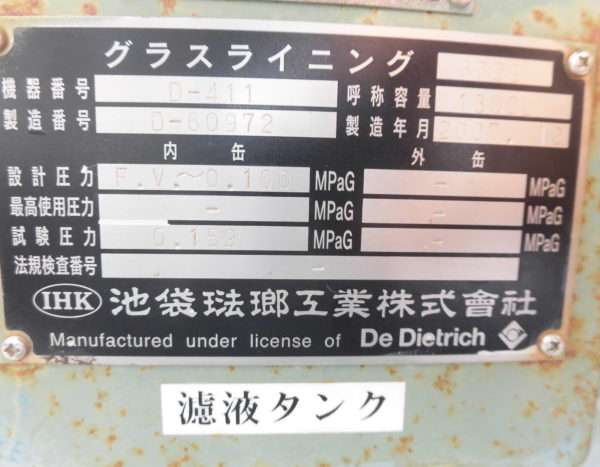 グラスライニング
機器番号 D-411 呼称容量
製造番号 D-60972 製造年月 2007. 12
内 缶 外 缶
設計圧力 F.V.～0.100 MPaG - MPaG
最高使用圧力 - MPaG - MPaG
試験圧力 0.152 MPaG - MPaG
法規検査番号 -
IHK 池袋琺瑯工業株式會社
Manufactured under license of De Dietrich
濾液タンク